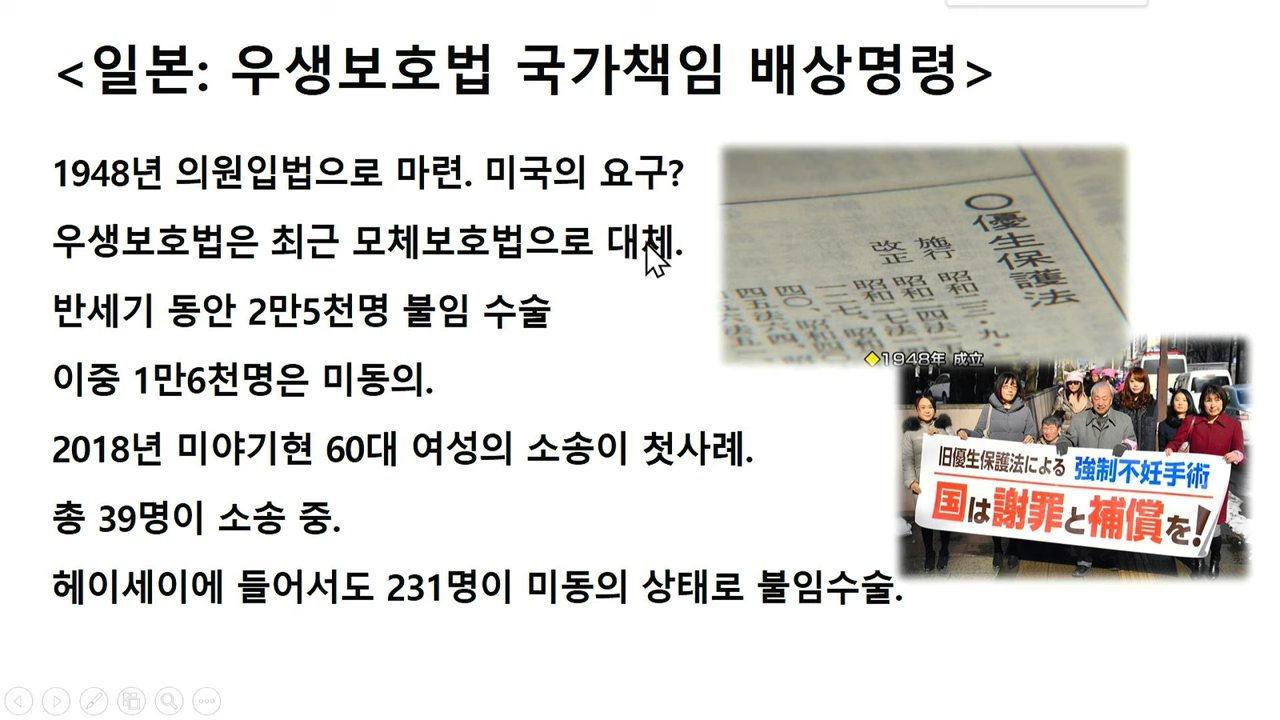 <일본: 우생보호법 국가책임 배상명령>
1948년 의원입법으로 마련. 미국의 요구?
우생보호법은 최근 모체보호법으로 대체.
반세기 동안 2만5천명 불임 수술
이중 1만6천명은 미동의.
2018년 미야기현 60대 여성의 소송이 첫사례.
총 39명이 소송 중.
헤이세이에 들어서도 231명이 미동의 상태로 불임수술.
○優生保護法
施行
改正
◆1948年 成立
旧優生保護法による 強制不妊手術
国は謝罪と補償を!